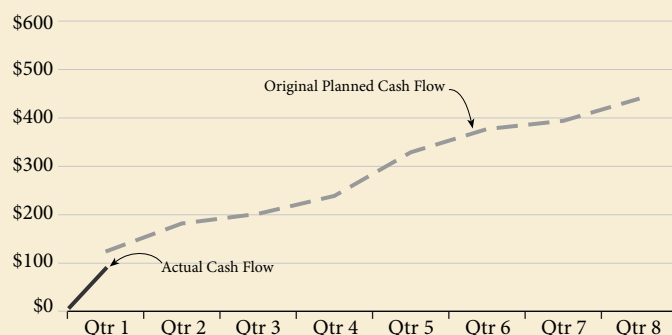 $600
$500
Original Planned Cash Flow
$400
$300
$200
$100
Actual Cash Flow
$0
Qtr 1 Qtr 2 Qtr 3 Qtr 4 Qtr 5 Qtr 6 Qtr 7 Qtr 8